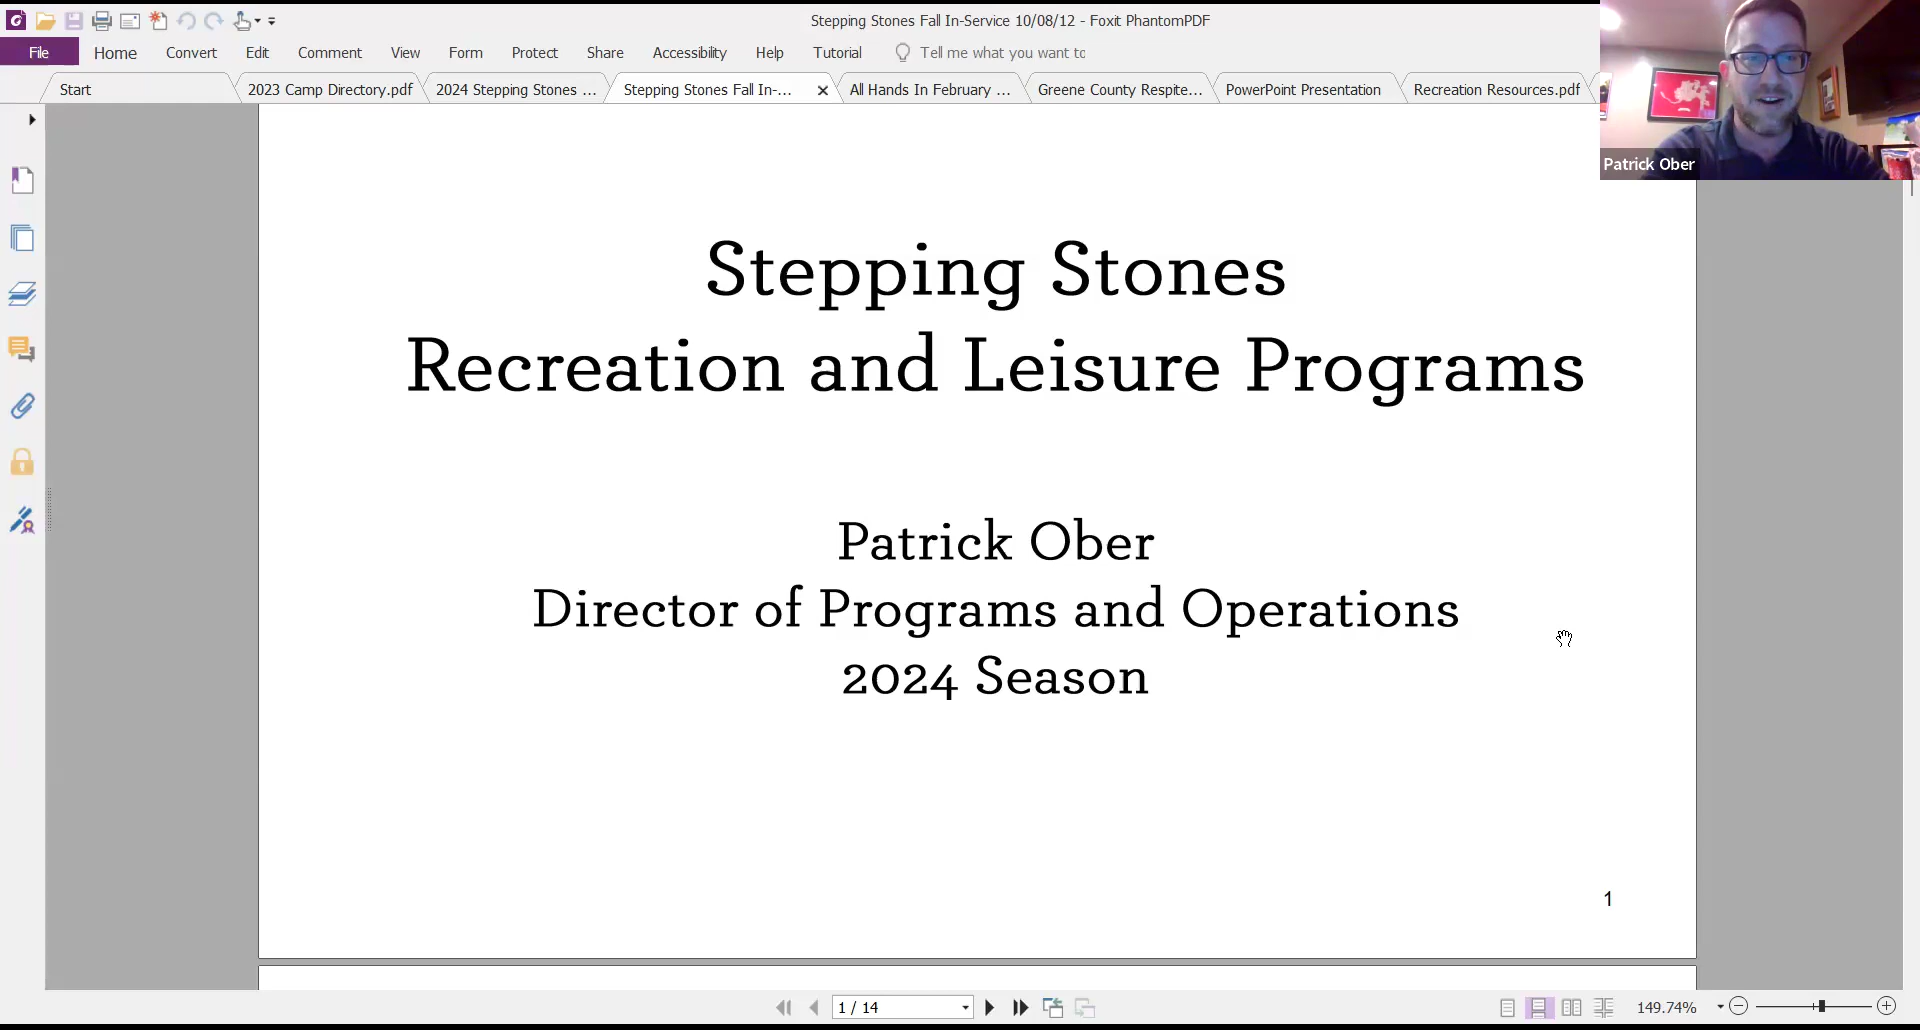 Stepping Stones Fall In-Service 10/08/12 - Foxit PhantomPDF
File Home Convert Edit Comment View Form Protect Share Accessibility Help Tutorial Tell me what you want to
Start 2023 Camp Directory.pdf 2024 Stepping Stones ... Stepping Stones Fall In-... All Hands In February ... Greene County Respite... PowerPoint Presentation Recreation Resources.pdf
Patrick Ober
Stepping Stones
Recreation and Leisure Programs
Patrick Ober
Director of Programs and Operations
2024 Season
1
1 / 14
149.74%